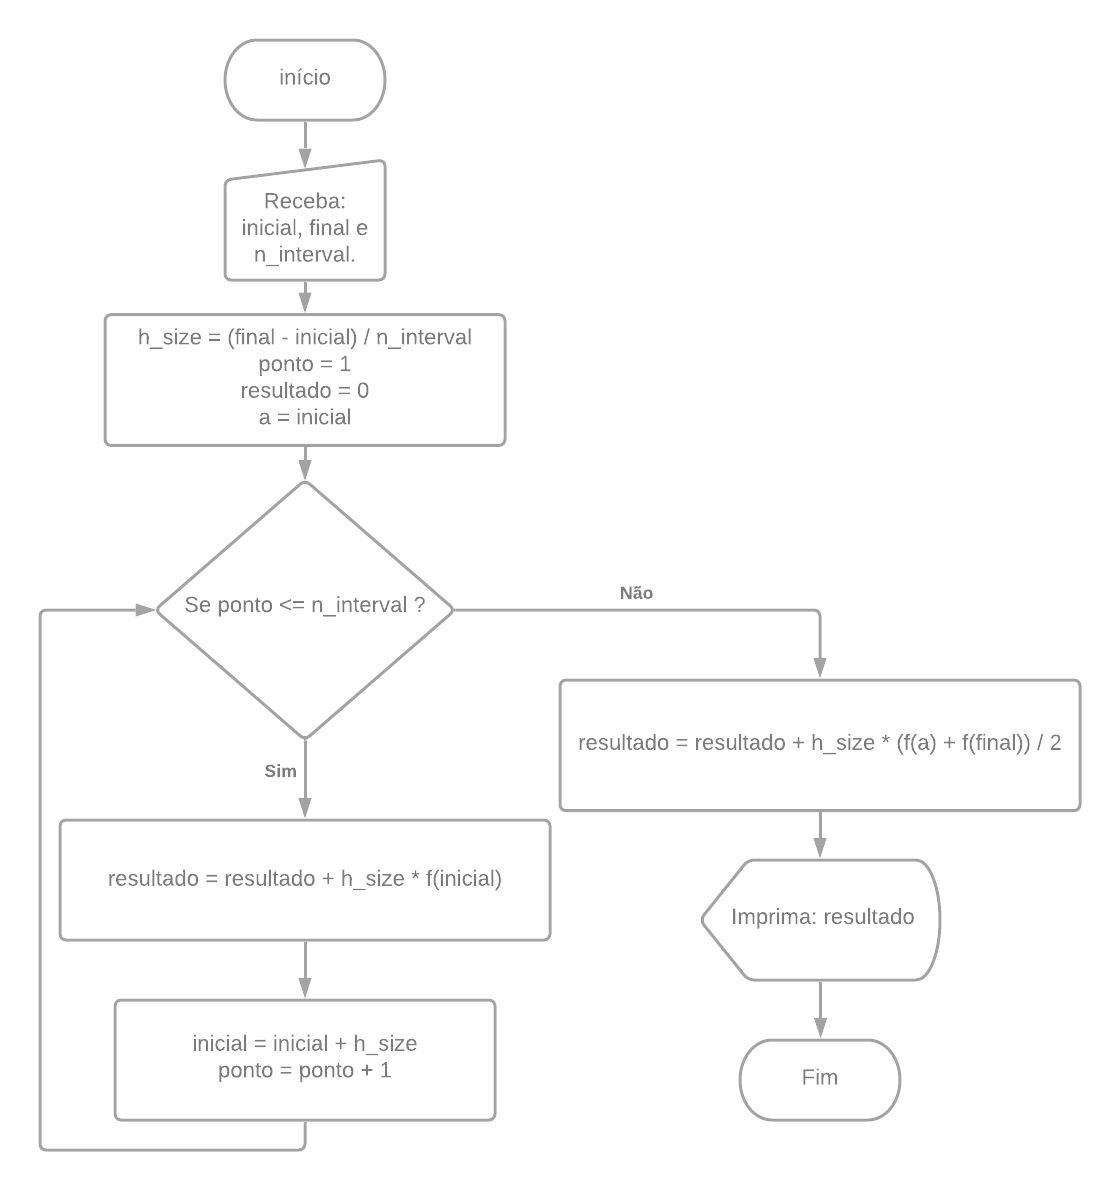 início
Receba:
inicial, final e
n_interval.
h_size = (final - inicial) / n_interval
ponto = 1
resultado = 0
a = inicial
Se ponto <= n_interval ?
Não
Sim
resultado = resultado + h_size * (f(a) + f(final)) / 2
resultado = resultado + h_size * f(inicial)
Imprima: resultado
inicial = inicial + h_size
ponto = ponto + 1
Fim